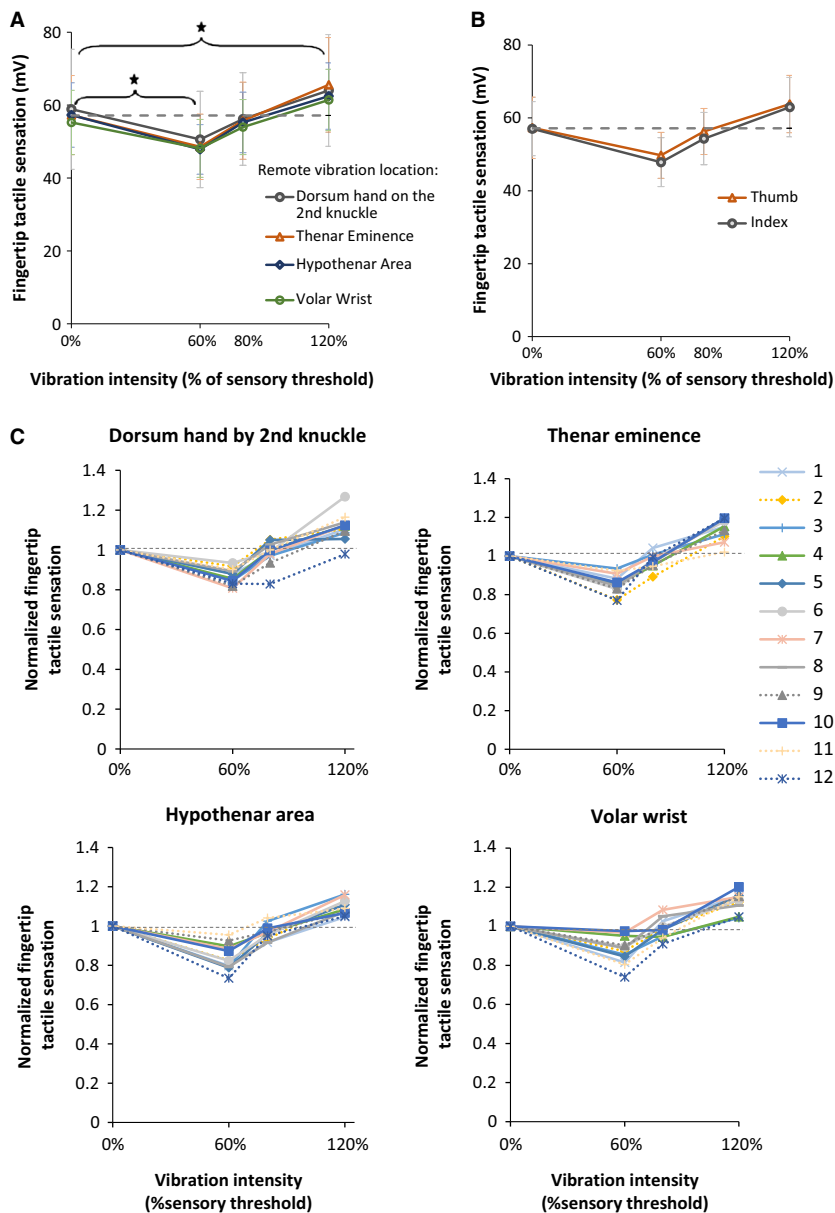 A
Fingertip tactile sensation (mV)
80
60
40
20
0
★
★
Remote vibration location:
Dorsum hand on the
2nd knuckle
Thenar Eminence
Hypothenar Area
Volar Wrist
0%
60%
80%
120%
Vibration intensity (% of sensory threshold)
B
Fingertip tactile sensation (mV)
80
60
40
20
0
Thumb
Index
0%
60%
80%
120%
Vibration intensity (% of sensory threshold)
C
Dorsum hand by 2nd knuckle
Normalized fingertip
tactile sensation
1.4
1.2
1
0.8
0.6
0.4
0.2
0
0%
60%
120%
Thenar eminence
Normalized fingertip
tactile sensation
1.4
1.2
1
0.8
0.6
0.4
0.2
0
0%
60%
120%
1
2
3
4
5
6
7
8
9
10
11
12
Hypothenar area
Normalized fingertip
tactile sensation
1.4
1.2
1
0.8
0.6
0.4
0.2
0
0%
60%
120%
Vibration intensity
(%sensory threshold)
Volar wrist
Normalized fingertip
tactile sensation
1.4
1.2
1
0.8
0.6
0.4
0.2
0
0%
60%
120%
Vibration intensity
(%sensory threshold)